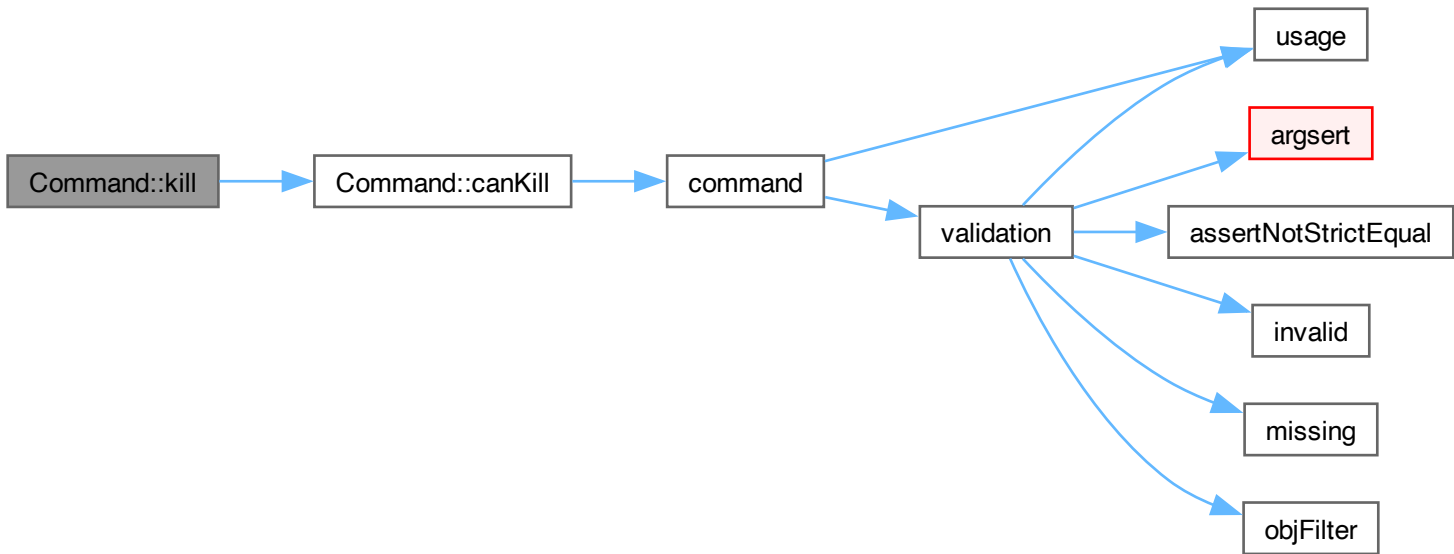 Command::kill
Command::canKill
command
usage
validation
argsert
assertNotStrictEqual
invalid
missing
objFilter